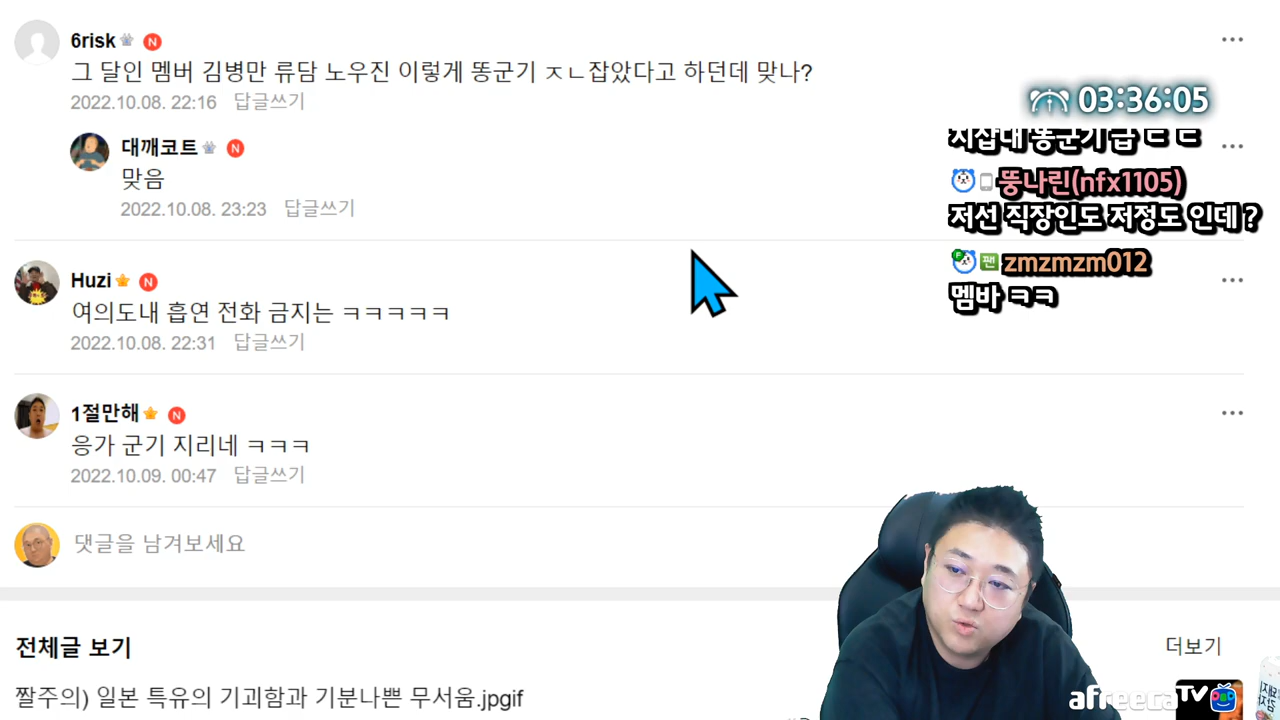 6risk N
그 달인 멤버 김병만 류담 노우진 이렇게 똥군기 ㅈㄴ잡았다고 하던데 맞나?
2022.10.08. 22:16 답글쓰기
대깨코트 N
맞음
2022.10.08. 23:23 답글쓰기
Huzi N
여의도내 흡연 전화 금지는 ㅋㅋㅋㅋㅋ
2022.10.08. 22:31 답글쓰기
1절만해 N
응가 군기 지리네 ㅋㅋㅋ
2022.10.09. 00:47 답글쓰기
댓글을 남겨보세요
전체글 보기
더보기
짤주의) 일본 특유의 기괴함과 기분나쁜 무서움.jpgif
03:36:05
똥군기 급 ㄷㄷ
뚱나린(nfx1105)
저선 직장인도 저정도 인데?
팬 zmzmzm012
멤바 ㅋㅋ
afreecaTV